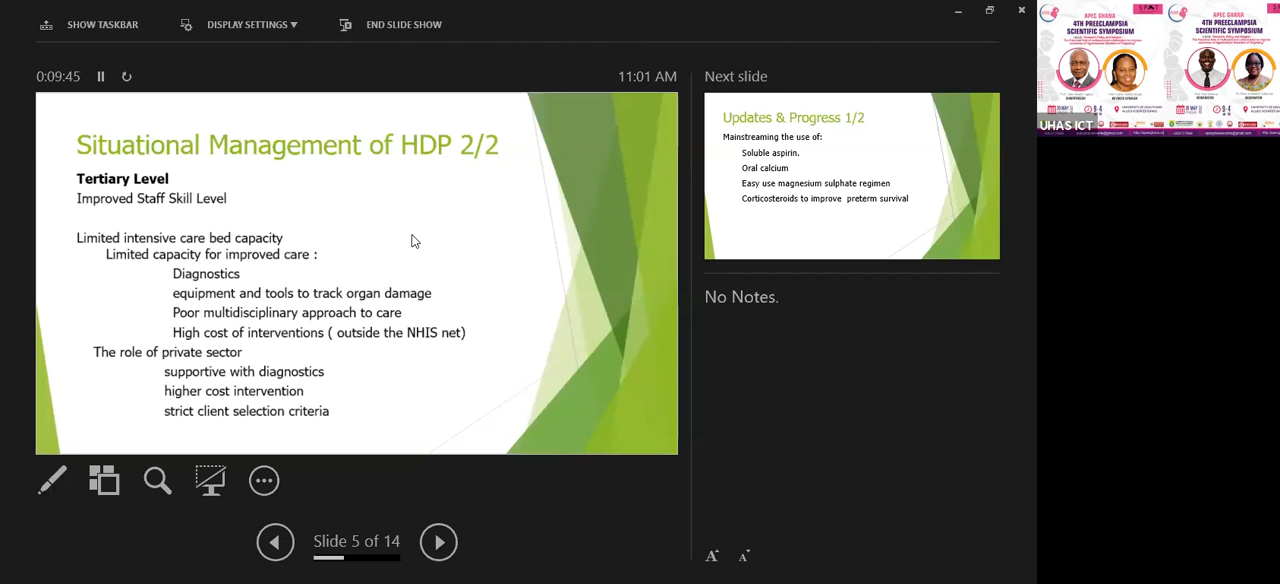 SHOW TASKBAR
DISPLAY SETTINGS ▼
END SLIDE SHOW
0:09:45
11:01 AM
Situational Management of HDP 2/2
Tertiary Level
Improved Staff Skill Level
Limited intensive care bed capacity
Limited capacity for improved care :
Diagnostics
equipment and tools to track organ damage
Poor multidisciplinary approach to care
High cost of interventions ( outside the NHIS net)
The role of private sector
supportive with diagnostics
higher cost intervention
strict client selection criteria
Slide 5 of 14
Next slide
Updates & Progress 1/2
Mainstreaming the use of:
Soluble aspirin.
Oral calcium
Easy use magnesium sulphate regimen
Corticosteroids to improve preterm survival
No Notes.
A
A
APEC GHANA
4TH PREECLAMPSIA
SCIENTIFIC SYMPOSIUM
APEC GHANA
4TH PREECLAMPSIA
SCIENTIFIC SYMPOSIUM
UHAS ICT